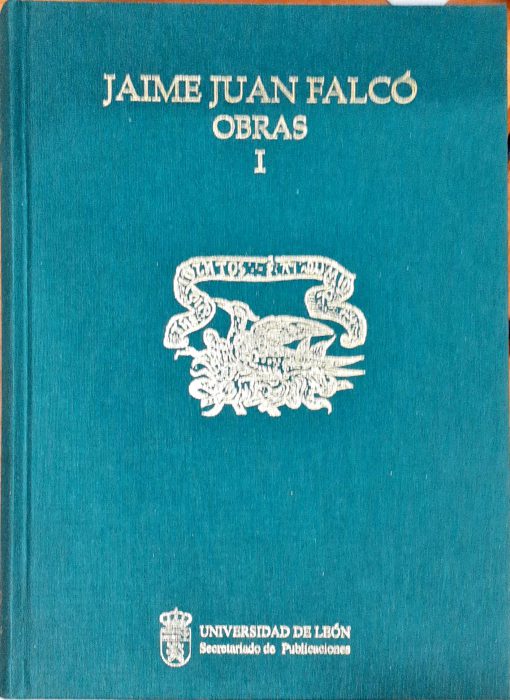 JAIME JUAN FALCÓ
OBRAS
I
UNIVERSIDAD DE LEÓN
Secretariado de Publicaciones